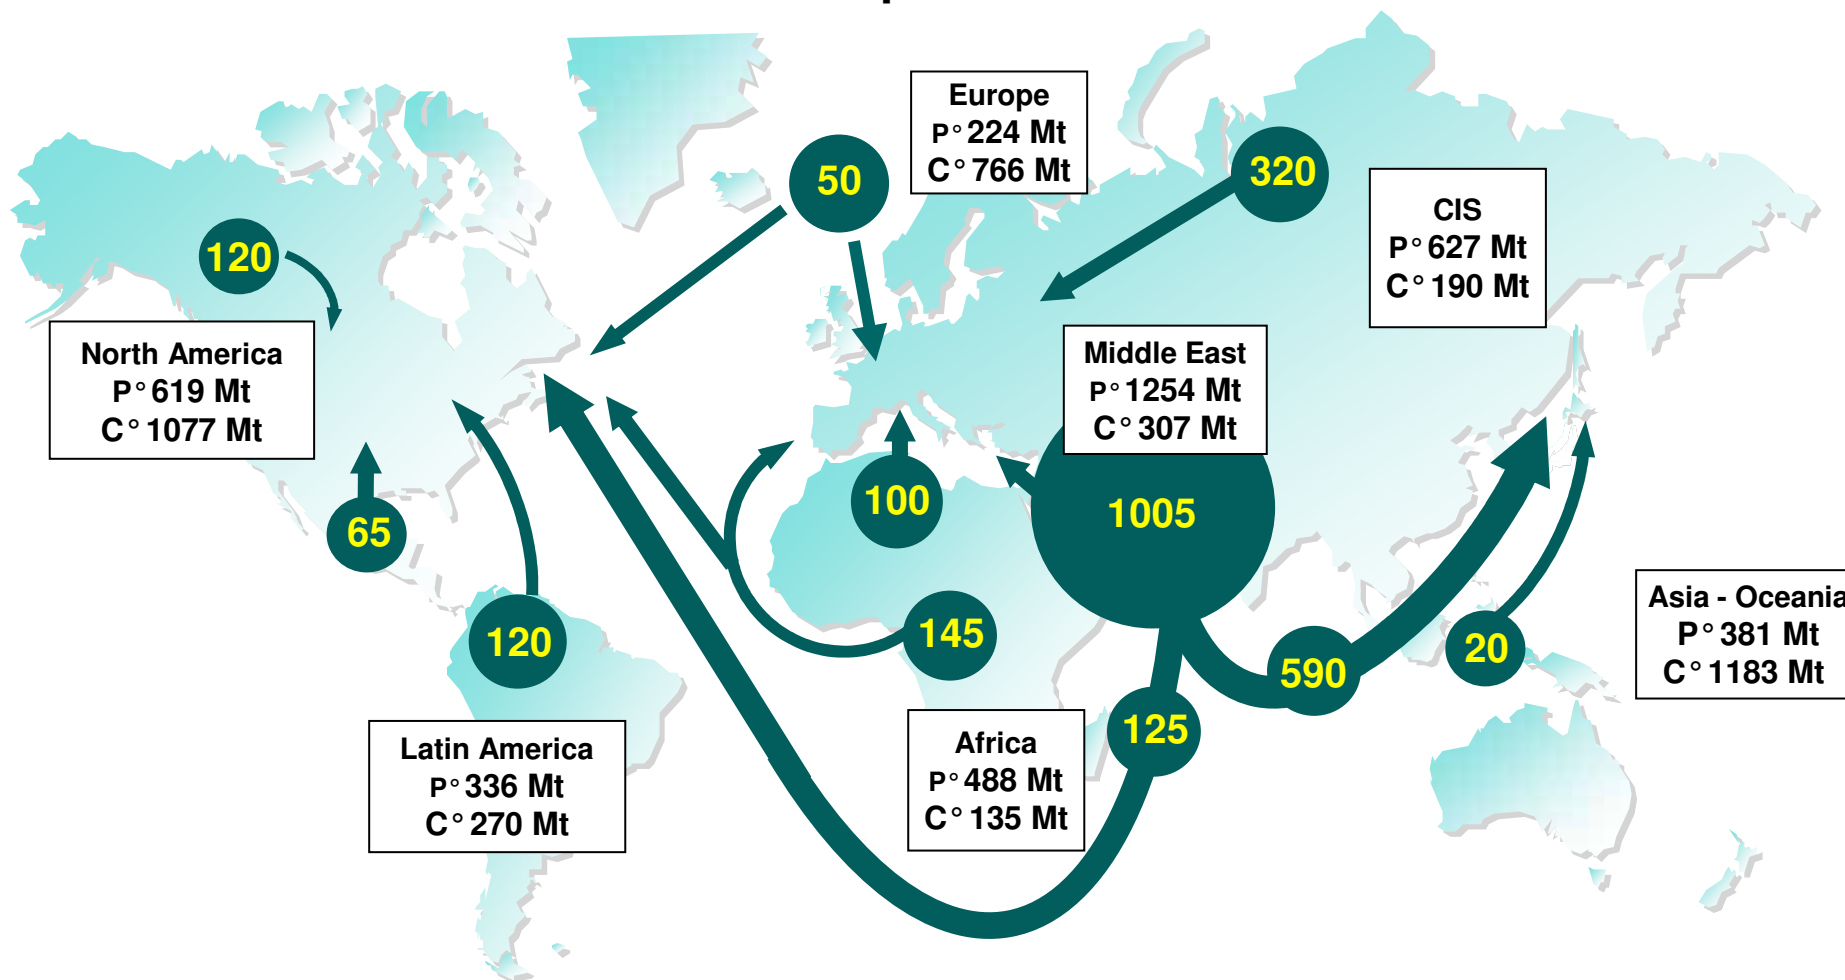 Europe
P° 224 Mt
C° 766 Mt
50
320
CIS
P° 627 Mt
C° 190 Mt
120
North America
P° 619 Mt
C° 1077 Mt
Middle East
P° 1254 Mt
C° 307 Mt
65
100
1005
120
145
590
20
Asia - Oceania
P° 381 Mt
C° 1183 Mt
125
Latin America
P° 336 Mt
C° 270 Mt
Africa
P° 488 Mt
C° 135 Mt